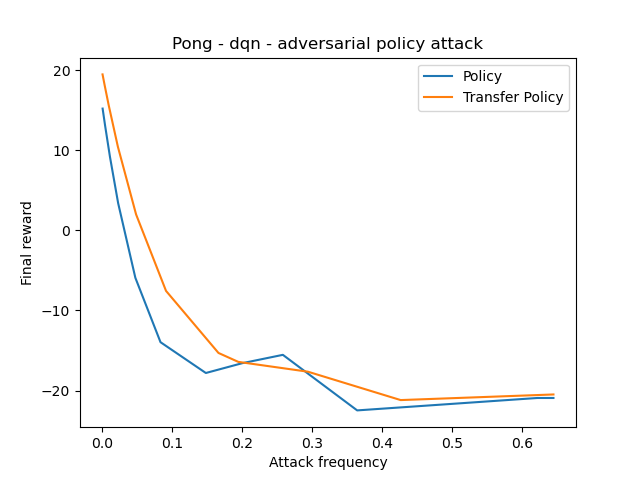 Pong - dqn - adversarial policy attack
Policy
Transfer Policy
Final reward
20
10
0
−10
−20
0.0 0.1 0.2 0.3 0.4 0.5 0.6
Attack frequency